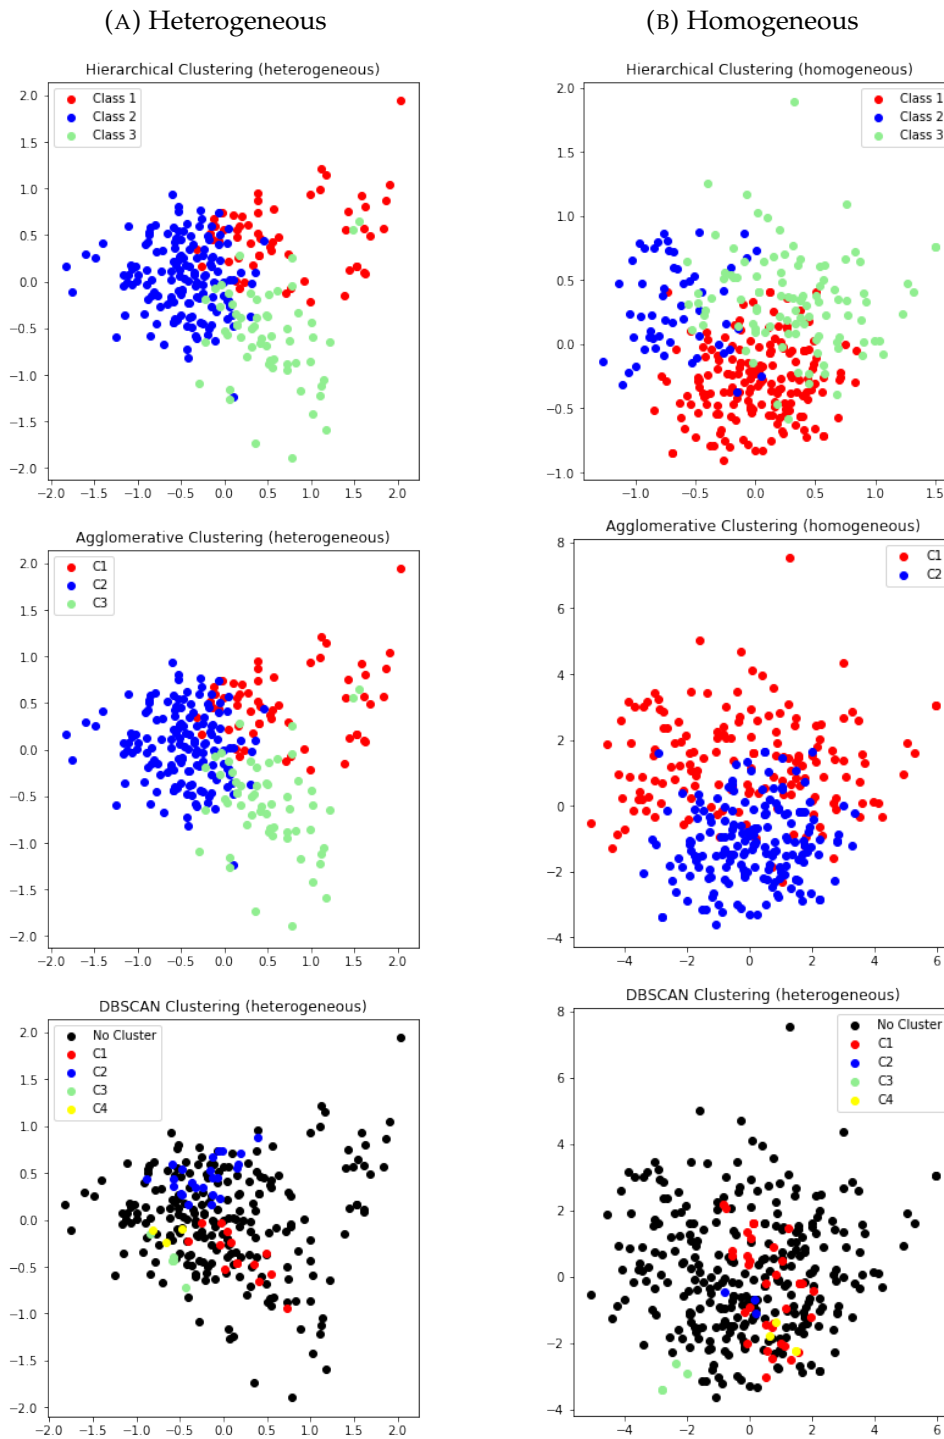 (A) Heterogeneous
(B) Homogeneous
Hierarchical Clustering (heterogeneous)
Class 1
Class 2
Class 3
2.0
1.5
1.0
0.5
0.0
−0.5
−1.0
−1.5
−2.0
−2.0 −1.5 −1.0 −0.5 0.0 0.5 1.0 1.5 2.0
Hierarchical Clustering (homogeneous)
Class 1
Class 2
Class 3
2.0
1.5
1.0
0.5
0.0
−0.5
−1.0
−1.0 −0.5 0.0 0.5 1.0 1.5
Agglomerative Clustering (heterogeneous)
C1
C2
C3
2.0
1.5
1.0
0.5
0.0
−0.5
−1.0
−1.5
−2.0
−2.0 −1.5 −1.0 −0.5 0.0 0.5 1.0 1.5 2.0
Agglomerative Clustering (homogeneous)
C1
C2
8
6
4
2
0
−2
−4
−4 −2 0 2 4 6
DBSCAN Clustering (heterogeneous)
No Cluster
C1
C2
C3
C4
2.0
1.5
1.0
0.5
0.0
−0.5
−1.0
−1.5
−2.0
−2.0 −1.5 −1.0 −0.5 0.0 0.5 1.0 1.5 2.0
DBSCAN Clustering (heterogeneous)
No Cluster
C1
C2
C3
C4
8
6
4
2
0
−2
−4
−4 −2 0 2 4 6